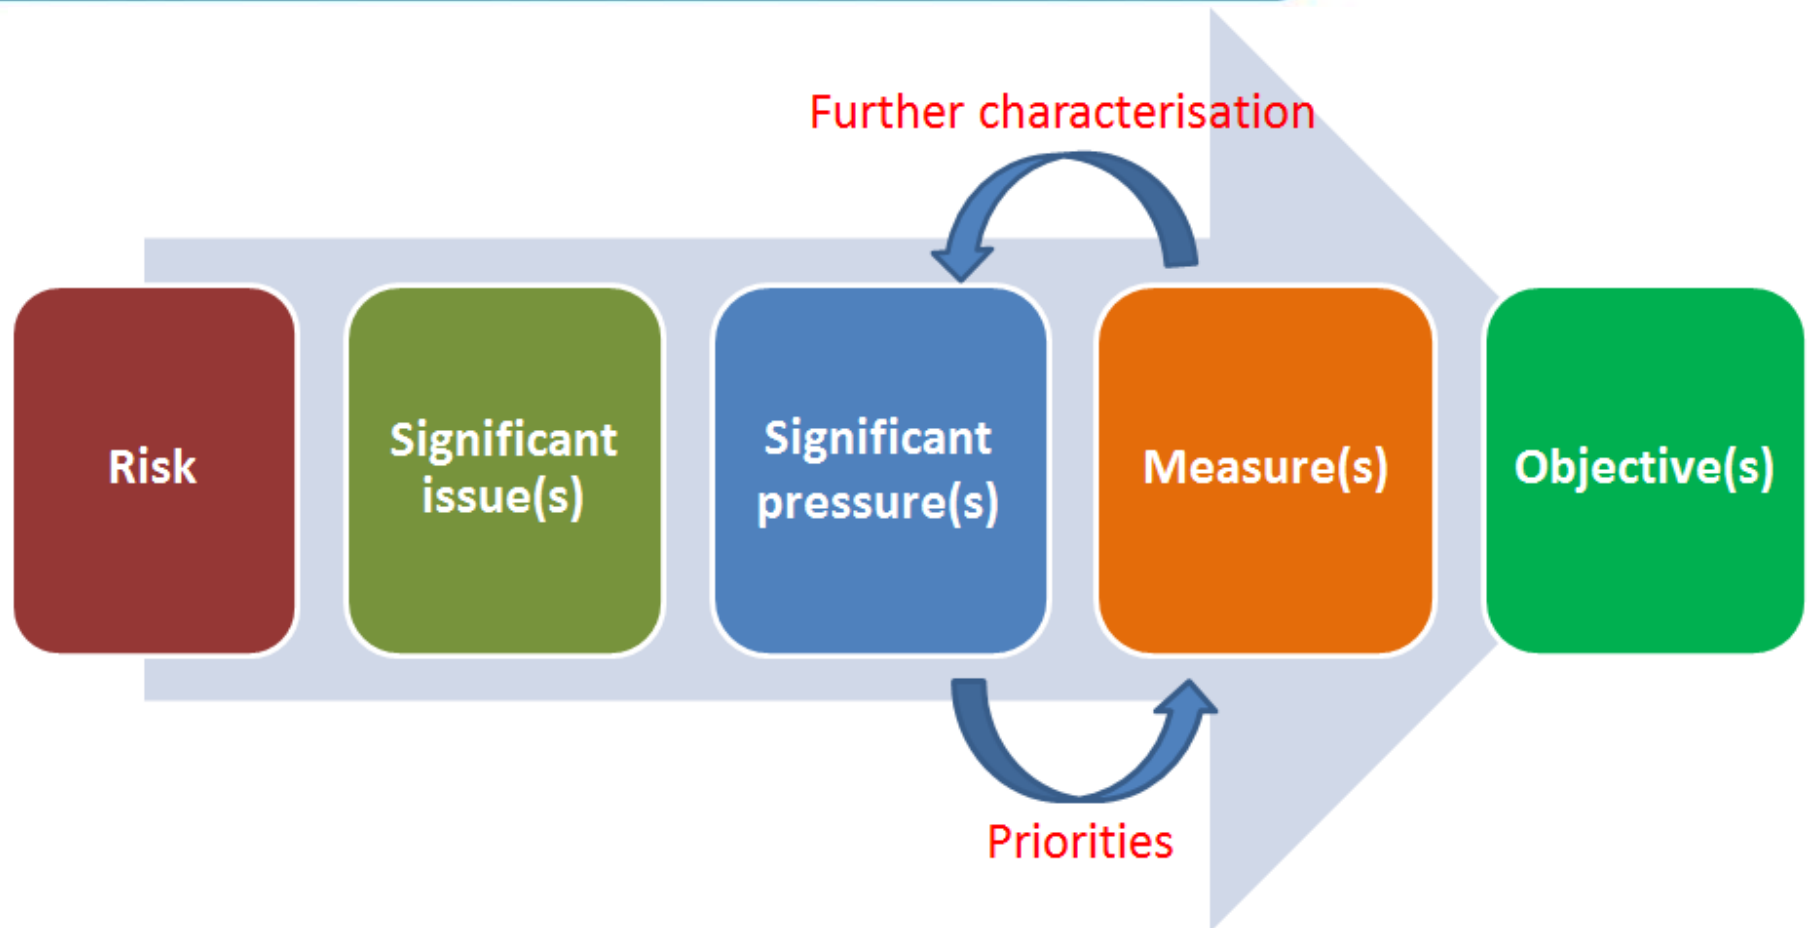 Further characterisation
Risk
Significant
issue(s)
Significant
pressure(s)
Measure(s)
Objective(s)
Priorities